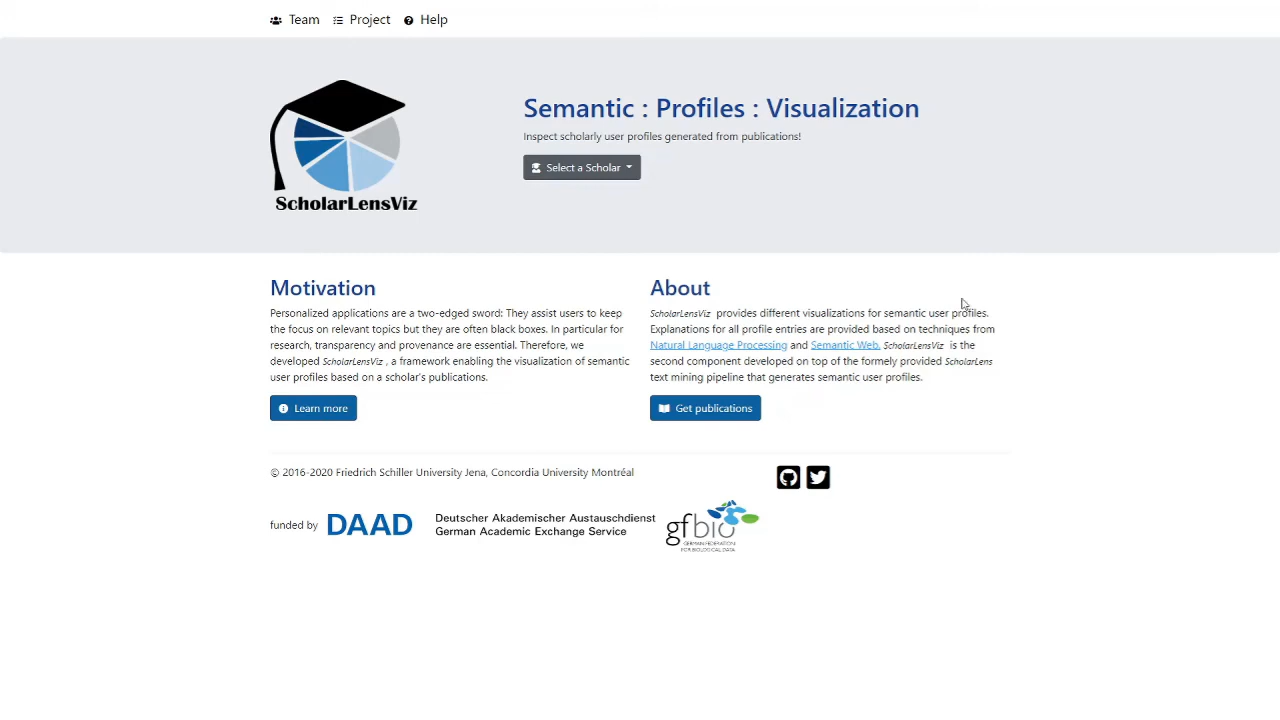 Team Project Help
ScholarLensViz
Semantic : Profiles : Visualization
Inspect scholarly user profiles generated from publications!
Select a Scholar
Motivation
Personalized applications are a two-edged sword: They assist users to keep
the focus on relevant topics but they are often black boxes. In particular for
research, transparency and provenance are essential. Therefore, we
developed ScholarLensViz , a framework enabling the visualization of semantic
user profiles based on a scholar's publications.
Learn more
About
ScholarLensViz provides different visualizations for semantic user profiles.
Explanations for all profile entries are provided based on techniques from
Natural Language Processing and Semantic Web. ScholarLensViz is the
second component developed on top of the formely provided ScholarLens
text mining pipeline that generates semantic user profiles.
Get publications
© 2016-2020 Friedrich Schiller University Jena, Concordia University Montréal
funded by DAAD
Deutscher Akademischer Austauschdienst
German Academic Exchange Service
gfbio
GERMAN FEDERATION
FOR BIOLOGICAL DATA